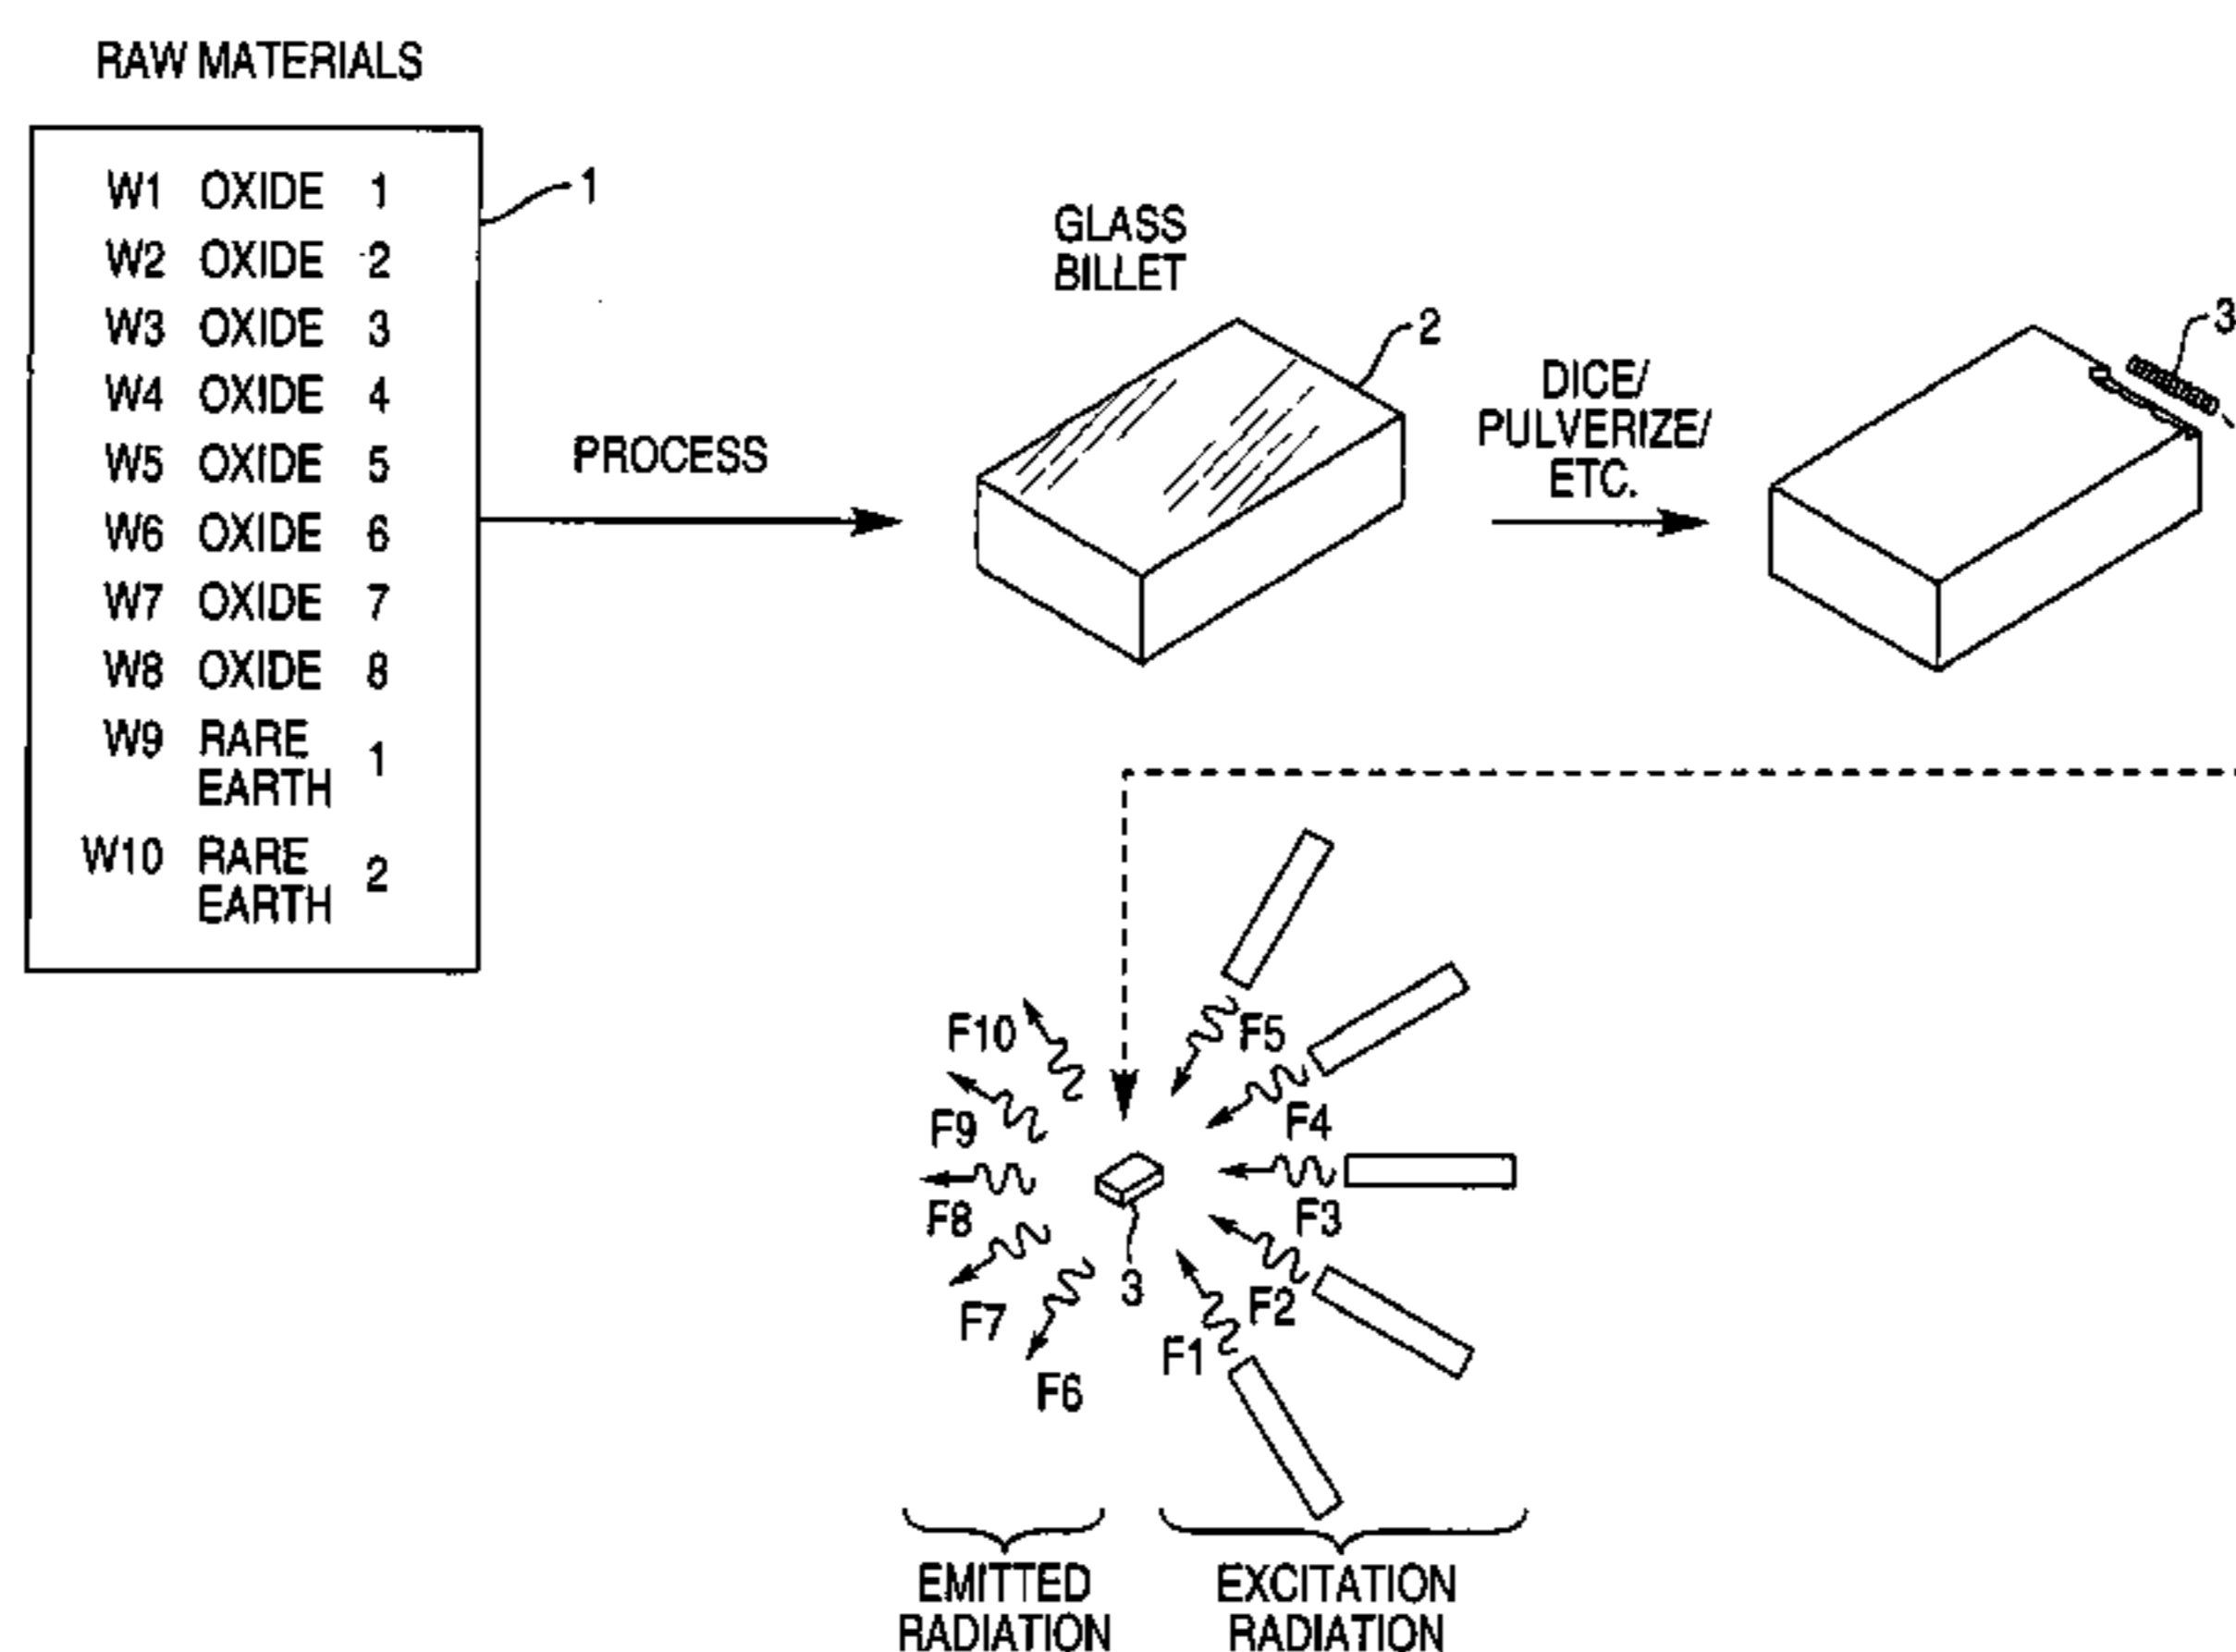 RAW MATERIALS
W1 OXIDE 1
W2 OXIDE 2
W3 OXIDE 3
W4 OXIDE 4
W5 OXIDE 5
W6 OXIDE 6
W7 OXIDE 7
W8 OXIDE 8
W9 RARE
EARTH 1
W10 RARE
EARTH 2
1
PROCESS
GLASS
BILLET
2
DICE/
PULVERIZE/
ETC.
3
F10
F9
F8
F7
F6
3
F5
F4
F3
F2
F1
EMITTED
RADIATION
EXCITATION
RADIATION